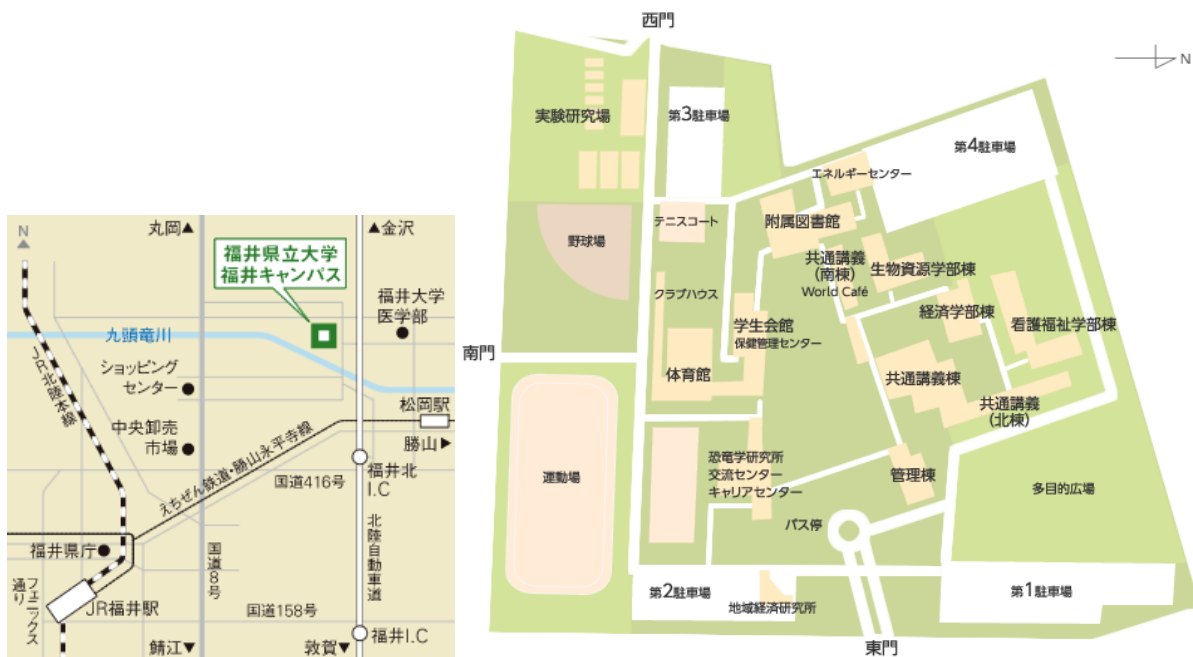 N
丸岡▲
▲金沢
福井県立大学
福井キャンパス
福井大学
医学部
九頭竜川
JR北陸本線
ショッピング
センター
中央卸売
市場
松岡駅
勝山▶
えちぜん鉄道・勝山永平寺線
国道416号
福井北
I.C
北陸自動車道
福井県庁
国道8号
フェニックス
通り
JR福井駅
国道158号
福井I.C
鯖江▼
敦賀▼
西門
N
実験研究場
第3駐車場
第4駐車場
エネルギーセンター
テニスコート
附属図書館
野球場
共通講義
(南棟)
World Café
生物資源学部棟
クラブハウス
経済学部棟
学生会館
保健管理センター
看護福祉学部棟
南門
体育館
共通講義棟
共通講義
(北棟)
恐竜学研究所
交流センター
キャリアセンター
管理棟
運動場
多目的広場
バス停
第2駐車場
地域経済研究所
第1駐車場
東門